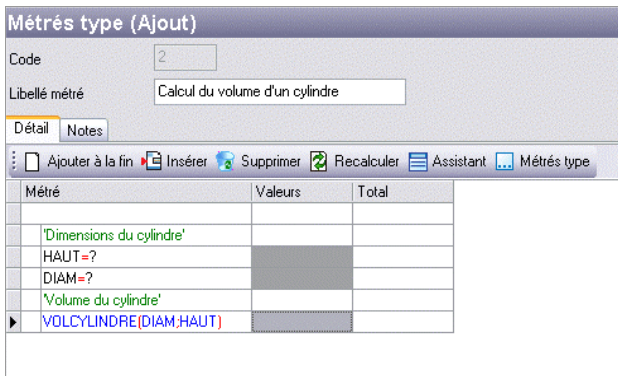 Métrés type (Ajout)
Code 2
Libellé métré Calcul du volume d'un cylindre
Détail Notes
Ajouter à la fin Insérer Supprimer Recalculer Assistant Métrés type
Métré Valeurs Total
'Dimensions du cylindre'
HAUT=?
DIAM=?
'Volume du cylindre'
VOLCYLINDRE(DIAM;HAUT)